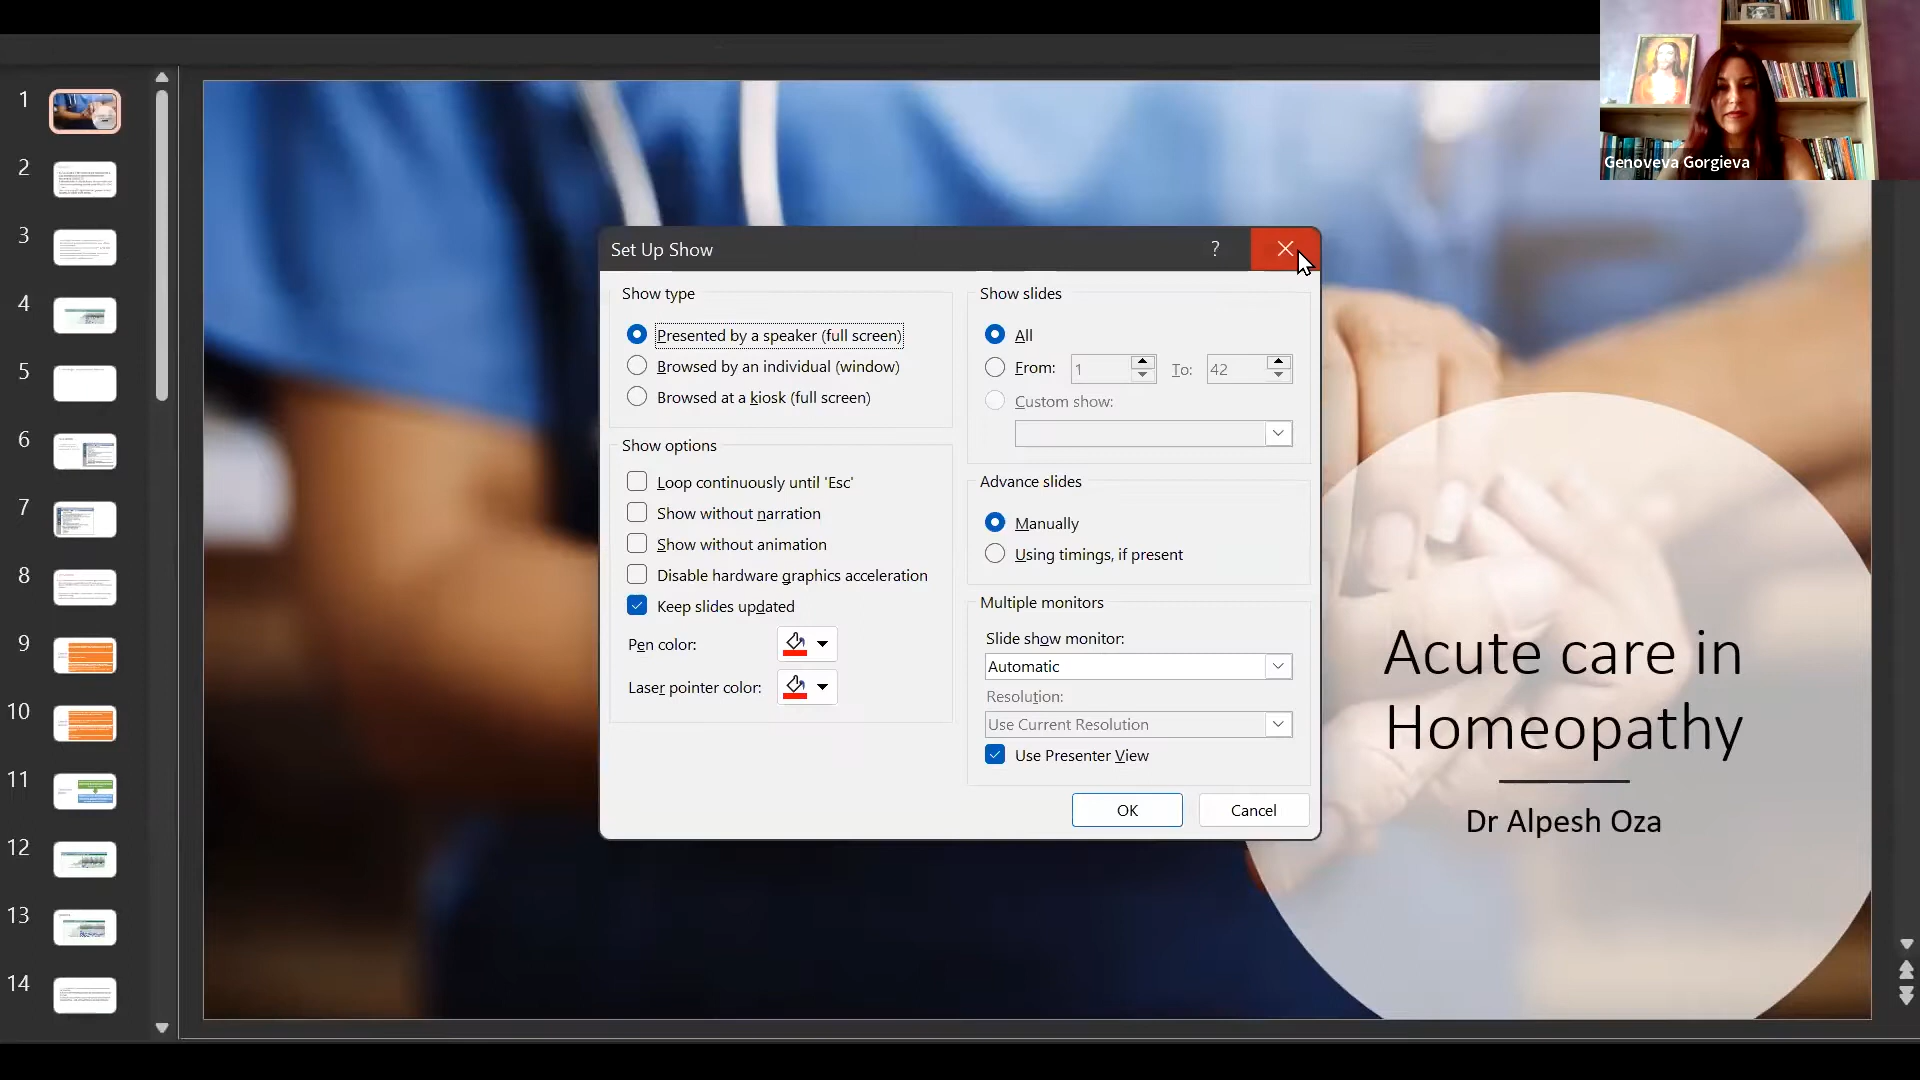 Genoveva Gorgieva
1
2
3
4
5
6
7
8
9
10
11
12
13
14
Set Up Show
?
Show type
Presented by a speaker (full screen)
Browsed by an individual (window)
Browsed at a kiosk (full screen)
Show options
Loop continuously until 'Esc'
Show without narration
Show without animation
Disable hardware graphics acceleration
Keep slides updated
Pen color:
Laser pointer color:
Show slides
All
From: 1 To: 42
Custom show:
Advance slides
Manually
Using timings, if present
Multiple monitors
Slide show monitor:
Automatic
Resolution:
Use Current Resolution
Use Presenter View
OK Cancel
Acute care in
Homeopathy
Dr Alpesh Oza